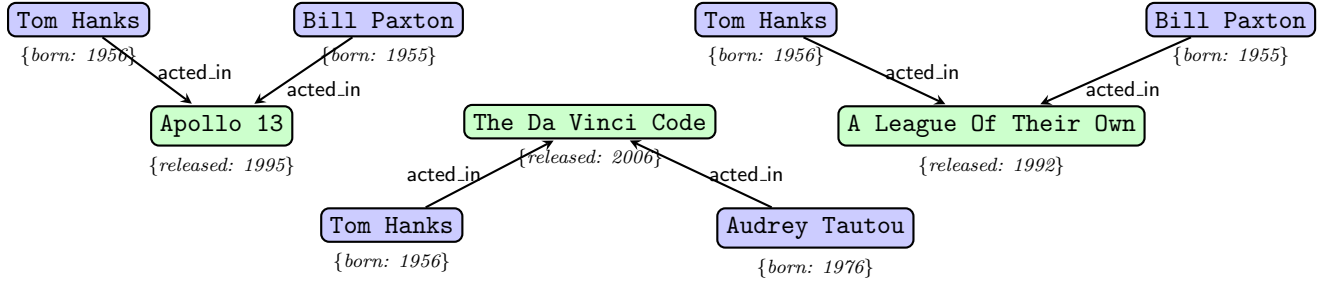 Tom Hanks
{born: 1956}
Bill Paxton
{born: 1955}
acted_in
acted_in
Apollo 13
{released: 1995}
The Da Vinci Code
{released: 2006}
acted_in
acted_in
Tom Hanks
{born: 1956}
Audrey Tautou
{born: 1976}
Tom Hanks
{born: 1956}
Bill Paxton
{born: 1955}
acted_in
acted_in
A League Of Their Own
{released: 1992}